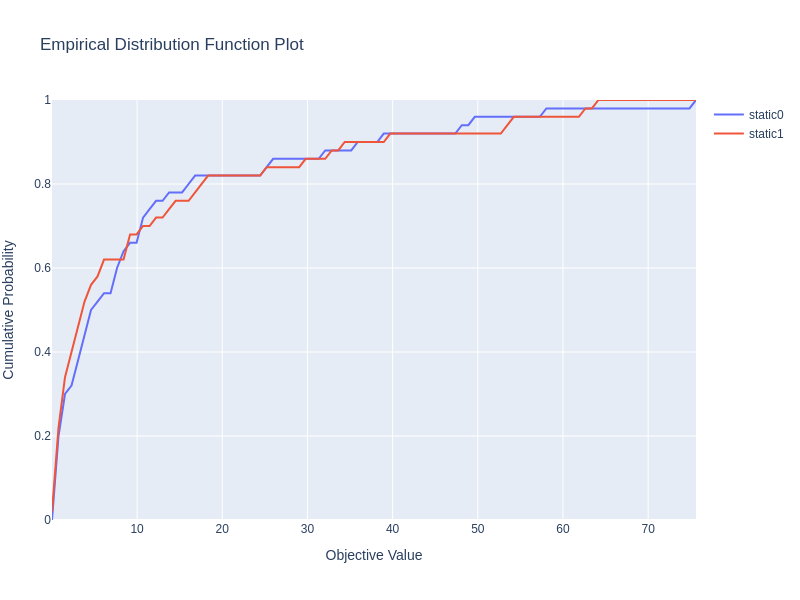 Empirical Distribution Function Plot
static0
static1
Cumulative Probability
1
0.8
0.6
0.4
0.2
0
10
20
30
40
50
60
70
Objective Value